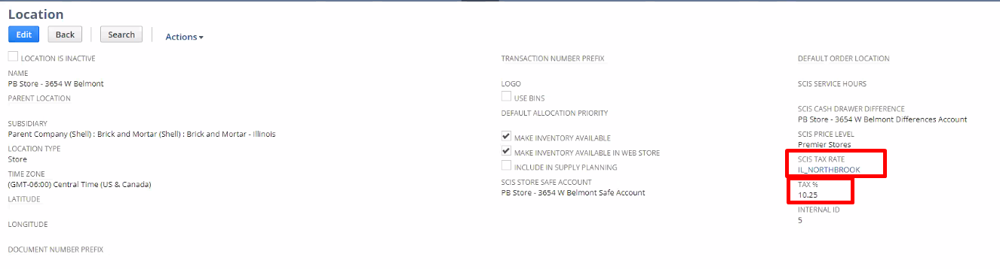 Location
Edit
Back
Search
Actions
LOCATION IS INACTIVE
NAME
PB Store - 3654 W Belmont
PARENT LOCATION
SUBSIDIARY
Parent Company (Shell) : Brick and Mortar (Shell) : Brick and Mortar - Illinois
LOCATION TYPE
Store
TIME ZONE
(GMT-06:00) Central Time (US & Canada)
LATITUDE
LONGITUDE
DOCUMENT NUMBER PREFIX
TRANSACTION NUMBER PREFIX
LOGO
USE BINS
DEFAULT ALLOCATION PRIORITY
MAKE INVENTORY AVAILABLE
MAKE INVENTORY AVAILABLE IN WEB STORE
INCLUDE IN SUPPLY PLANNING
SCIS STORE SAFE ACCOUNT
PB Store - 3654 W Belmont Safe Account
DEFAULT ORDER LOCATION
SCIS SERVICE HOURS
SCIS CASH DRAWER DIFFERENCE
PB Store - 3654 W Belmont Differences Account
SCIS PRICE LEVEL
Premier Stores
SCIS TAX RATE
IL_NORTHBROOK
TAX %
10.25
INTERNAL ID
5